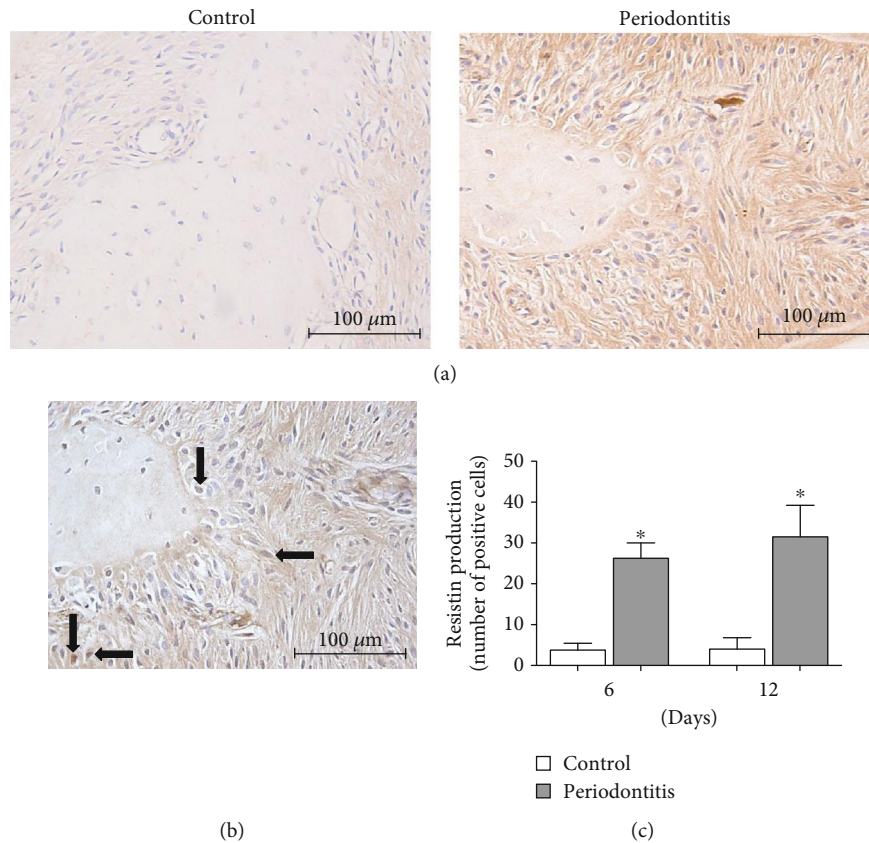 Control
Periodontitis
100 μm
100 μm
(a)
100 μm
Resistin production
(number of positive cells)
50
40
30
20
10
0
*
*
6
12
(Days)
Control
Periodontitis
(b)
(c)